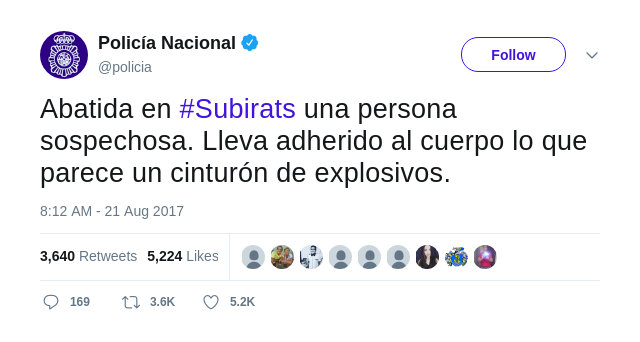 Policía Nacional
@policia
Follow
Abatida en #Subirats una persona
sospechosa. Lleva adherido al cuerpo lo que
parece un cinturón de explosivos.
8:12 AM - 21 Aug 2017
3,640 Retweets 5,224 Likes
169 3.6K 5.2K